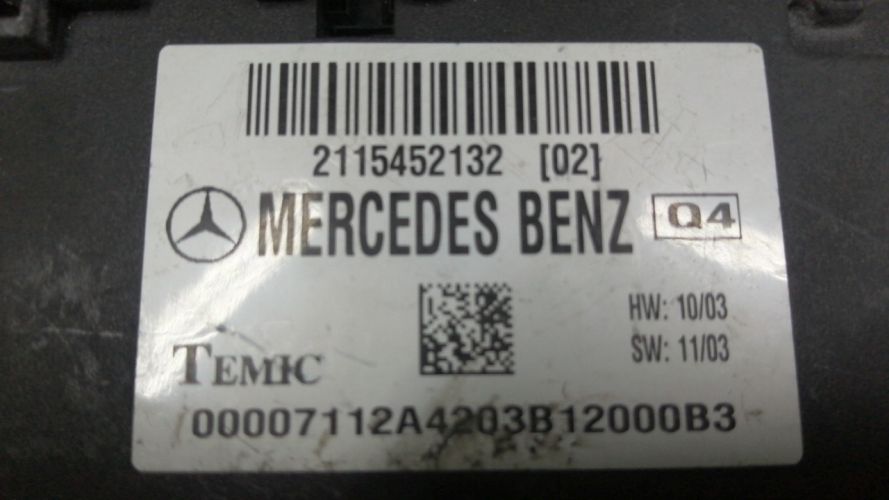 2115452132 [02]
MERCEDES BENZ Q4
HW: 10/03
SW: 11/03
TEMIC
00007112A4203B12000B3